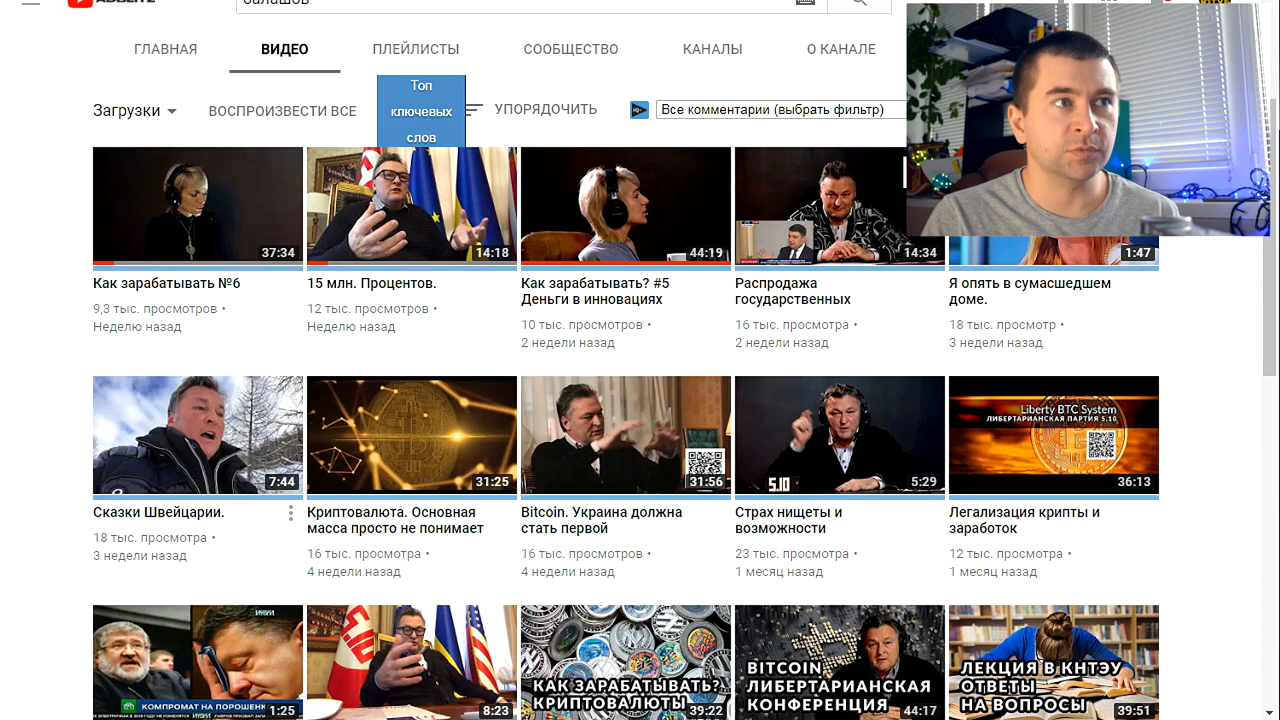 балашов
ГЛАВНАЯ
ВИДЕО
ПЛЕЙЛИСТЫ
СООБЩЕСТВО
КАНАЛЫ
О КАНАЛЕ
Загрузки
ВОСПРОИЗВЕСТИ ВСЕ
Топ
ключевых
слов
УПОРЯДОЧИТЬ
Все комментарии (выбрать фильтр)
37:34
14:18
44:19
14:34
1:47
Как зарабатывать №6
9,3 тыс. просмотров •
Неделю назад
15 млн. Процентов.
12 тыс. просмотров •
Неделю назад
Как зарабатывать? #5
Деньги в инновациях
10 тыс. просмотров •
2 недели назад
Распродажа
государственных
16 тыс. просмотра •
2 недели назад
Я опять в сумасшедшем
доме.
18 тыс. просмотр •
3 недели назад
7:44
31:25
31:56
5.10
5:29
Liberty BTC System
ЛИБЕРТАРИАНСКАЯ ПАРТИЯ 5.10
36:13
Сказки Швейцарии.
18 тыс. просмотра •
3 недели назад
Криптовалюта. Основная
масса просто не понимает
16 тыс. просмотра •
4 недели назад
Bitcoin. Украина должна
стать первой
16 тыс. просмотров •
4 недели назад
Страх нищеты и
возможности
23 тыс. просмотра •
1 месяц назад
Легализация крипты и
заработок
12 тыс. просмотра •
1 месяц назад
ИТОГИ
КОМПРОМАТ НА ПОРОШЕНК
1:25
8:23
КАК ЗАРАБАТЫВАТЬ?
КРИПТОВАЛЮТЫ
39:22
BITCOIN
ЛИБЕРТАРИАНСКАЯ
КОНФЕРЕНЦИЯ
44:17
ЛЕКЦИЯ В КНТЭУ
ОТВЕТЫ
НА ВОПРОСЫ
39:51